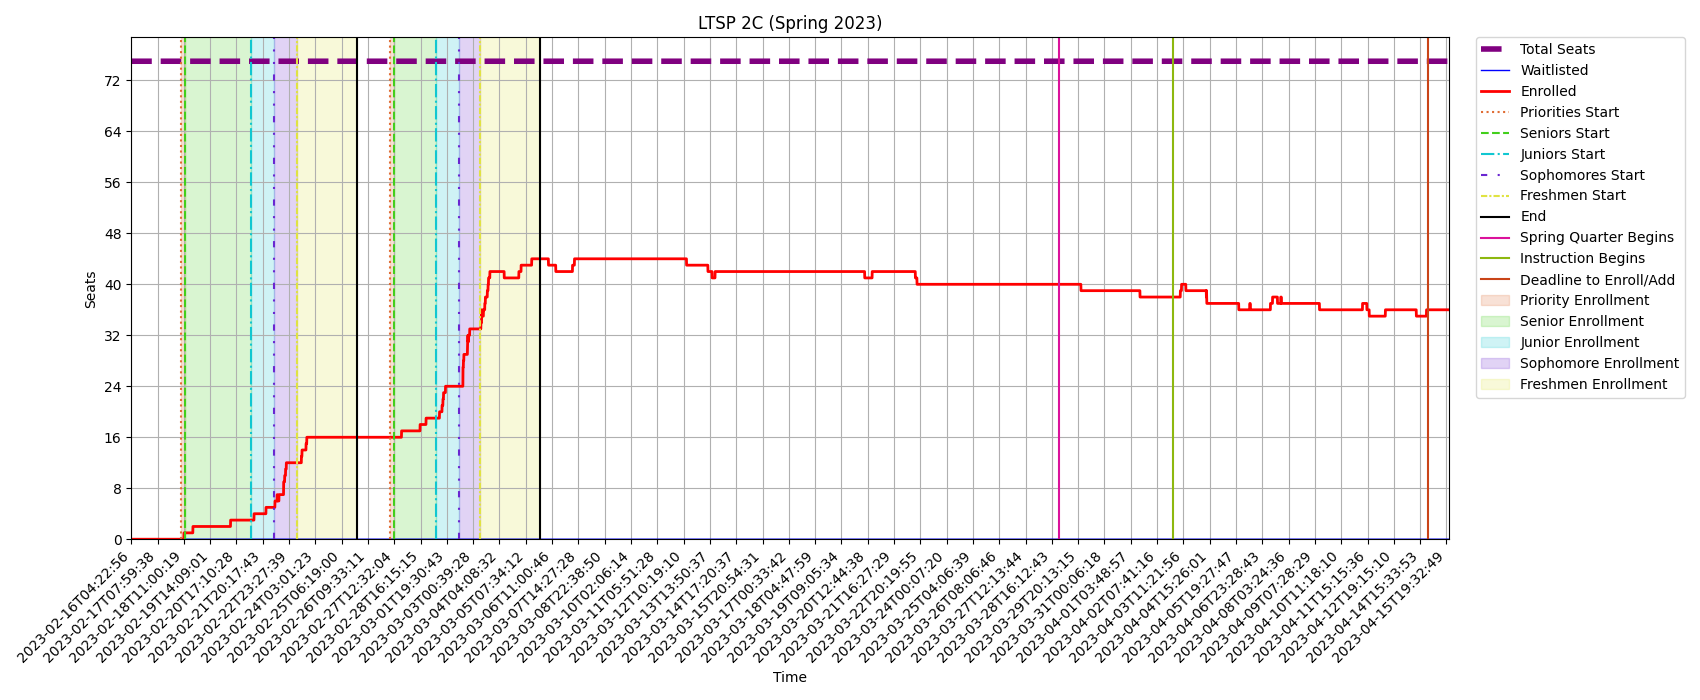 LTSP 2C (Spring 2023)
Seats
72
64
56
48
40
32
24
16
8
0
2023-02-16T04:22:56
2023-02-17T07:59:38
2023-02-18T11:00:19
2023-02-19T14:09:01
2023-02-20T17:10:28
2023-02-21T20:17:43
2023-02-22T23:27:39
2023-02-24T03:01:23
2023-02-25T06:19:00
2023-02-26T09:33:11
2023-02-27T12:32:04
2023-02-28T16:15:15
2023-03-01T19:30:43
2023-03-03T00:39:28
2023-03-04T04:08:32
2023-03-05T07:34:12
2023-03-06T11:00:46
2023-03-07T14:27:28
2023-03-08T22:38:50
2023-03-10T02:06:14
2023-03-11T05:51:28
2023-03-12T10:19:10
2023-03-13T13:50:37
2023-03-14T17:20:37
2023-03-15T20:54:31
2023-03-17T00:33:42
2023-03-18T04:47:59
2023-03-19T09:05:34
2023-03-20T12:44:38
2023-03-21T16:27:29
2023-03-22T20:19:55
2023-03-24T00:07:20
2023-03-25T04:06:39
2023-03-26T08:06:46
2023-03-27T12:13:44
2023-03-28T16:12:43
2023-03-29T20:13:15
2023-03-31T00:06:18
2023-04-01T03:48:57
2023-04-02T07:41:16
2023-04-03T11:21:56
2023-04-04T15:26:01
2023-04-05T19:27:47
2023-04-06T23:28:43
2023-04-08T03:24:36
2023-04-09T07:28:29
2023-04-10T11:18:10
2023-04-11T15:15:36
2023-04-12T19:15:10
2023-04-14T15:33:53
2023-04-15T19:32:49
Time
Total Seats
Waitlisted
Enrolled
Priorities Start
Seniors Start
Juniors Start
Sophomores Start
Freshmen Start
End
Spring Quarter Begins
Instruction Begins
Deadline to Enroll/Add
Priority Enrollment
Senior Enrollment
Junior Enrollment
Sophomore Enrollment
Freshmen Enrollment